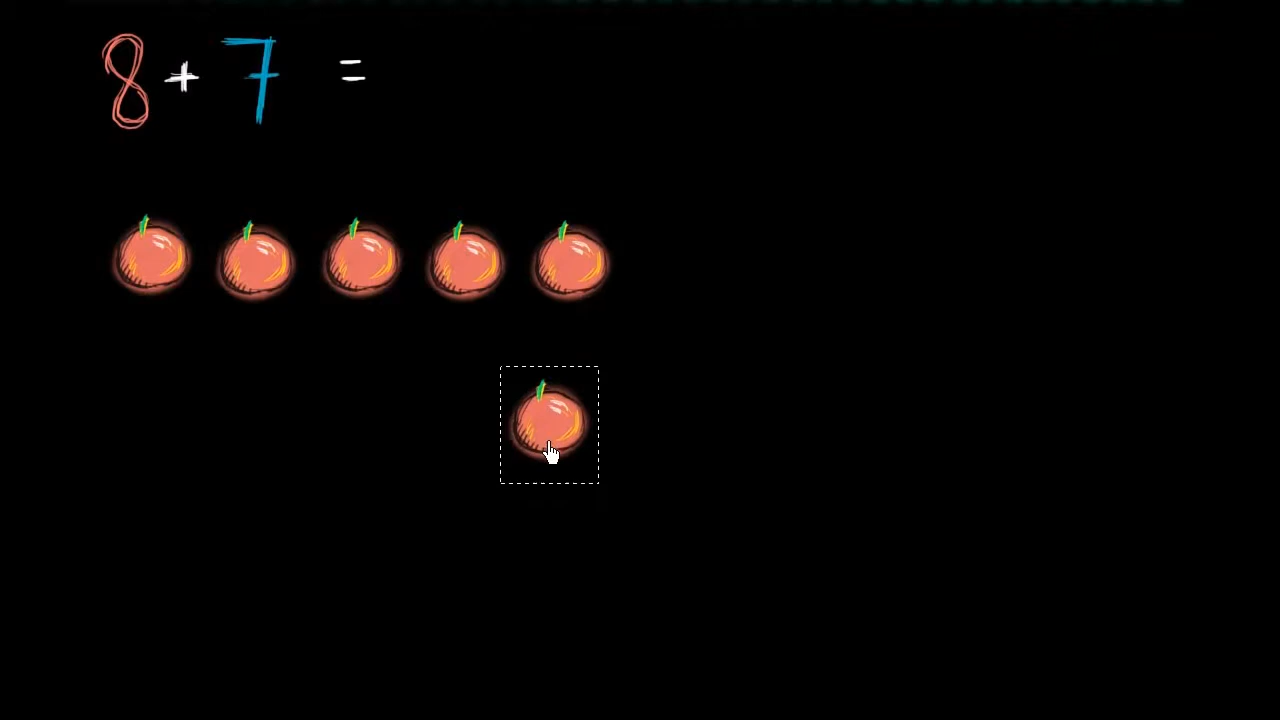 8 + 7 =